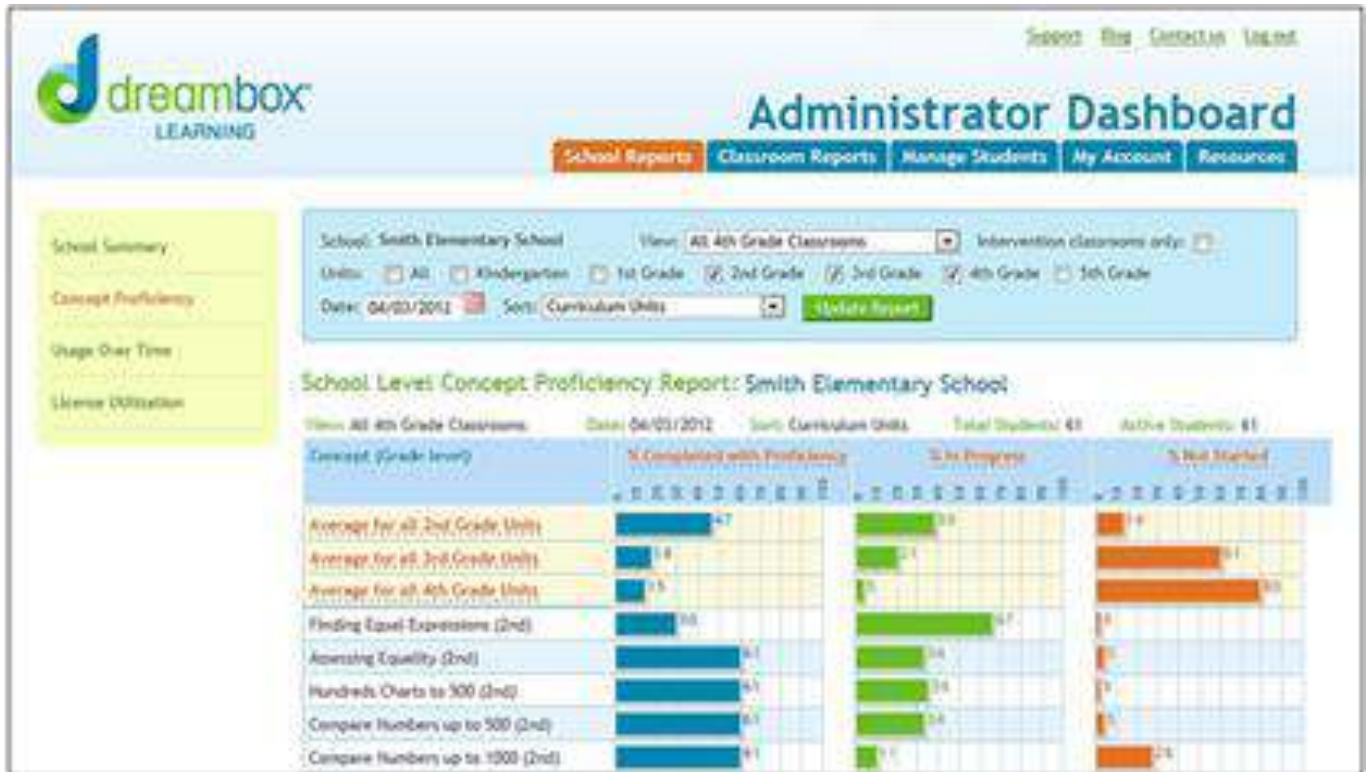 Support Blog Contact us Log out
dreambox
LEARNING
Administrator Dashboard
School Reports Classroom Reports Manage Students My Account Resources
School Summary
Concept Proficiency
Usage Over Time
License Utilization
School: Smith Elementary School View: All 4th Grade Classrooms Intervention classrooms only:
Units: All Kindergarten 1st Grade 2nd Grade 3rd Grade 4th Grade 5th Grade
Date: 04/03/2012 Sort: Curriculum Units Update Report
School Level Concept Proficiency Report: Smith Elementary School
View: All 4th Grade Classrooms Date: 04/03/2012 Sort: Curriculum Units Total Students: 61 Active Students: 61
Concept (Grade level) % Completed with Proficiency % In Progress % Not Started
Average for all 2nd Grade Units
Average for all 3rd Grade Units
Average for all 4th Grade Units
Finding Equal Expressions (2nd)
Assessing Equality (2nd)
Hundreds Charts to 500 (2nd)
Compare Numbers up to 500 (2nd)
Compare Numbers up to 1000 (2nd)